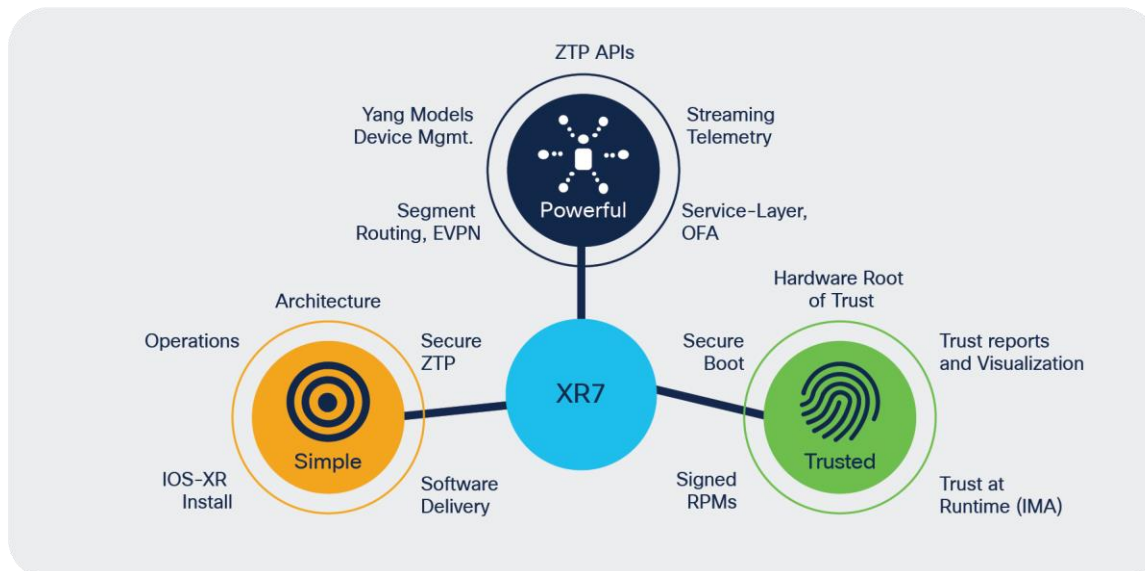 ZTP APIs
Yang Models
Device Mgmt.
Streaming
Telemetry
Powerful
Segment
Routing, EVPN
Service-Layer,
OFA
Architecture
Operations
Secure
ZTP
Simple
IOS-XR
Install
Software
Delivery
XR7
Hardware Root
of Trust
Secure
Boot
Trust reports
and Visualization
Trusted
Signed
RPMs
Trust at
Runtime (IMA)